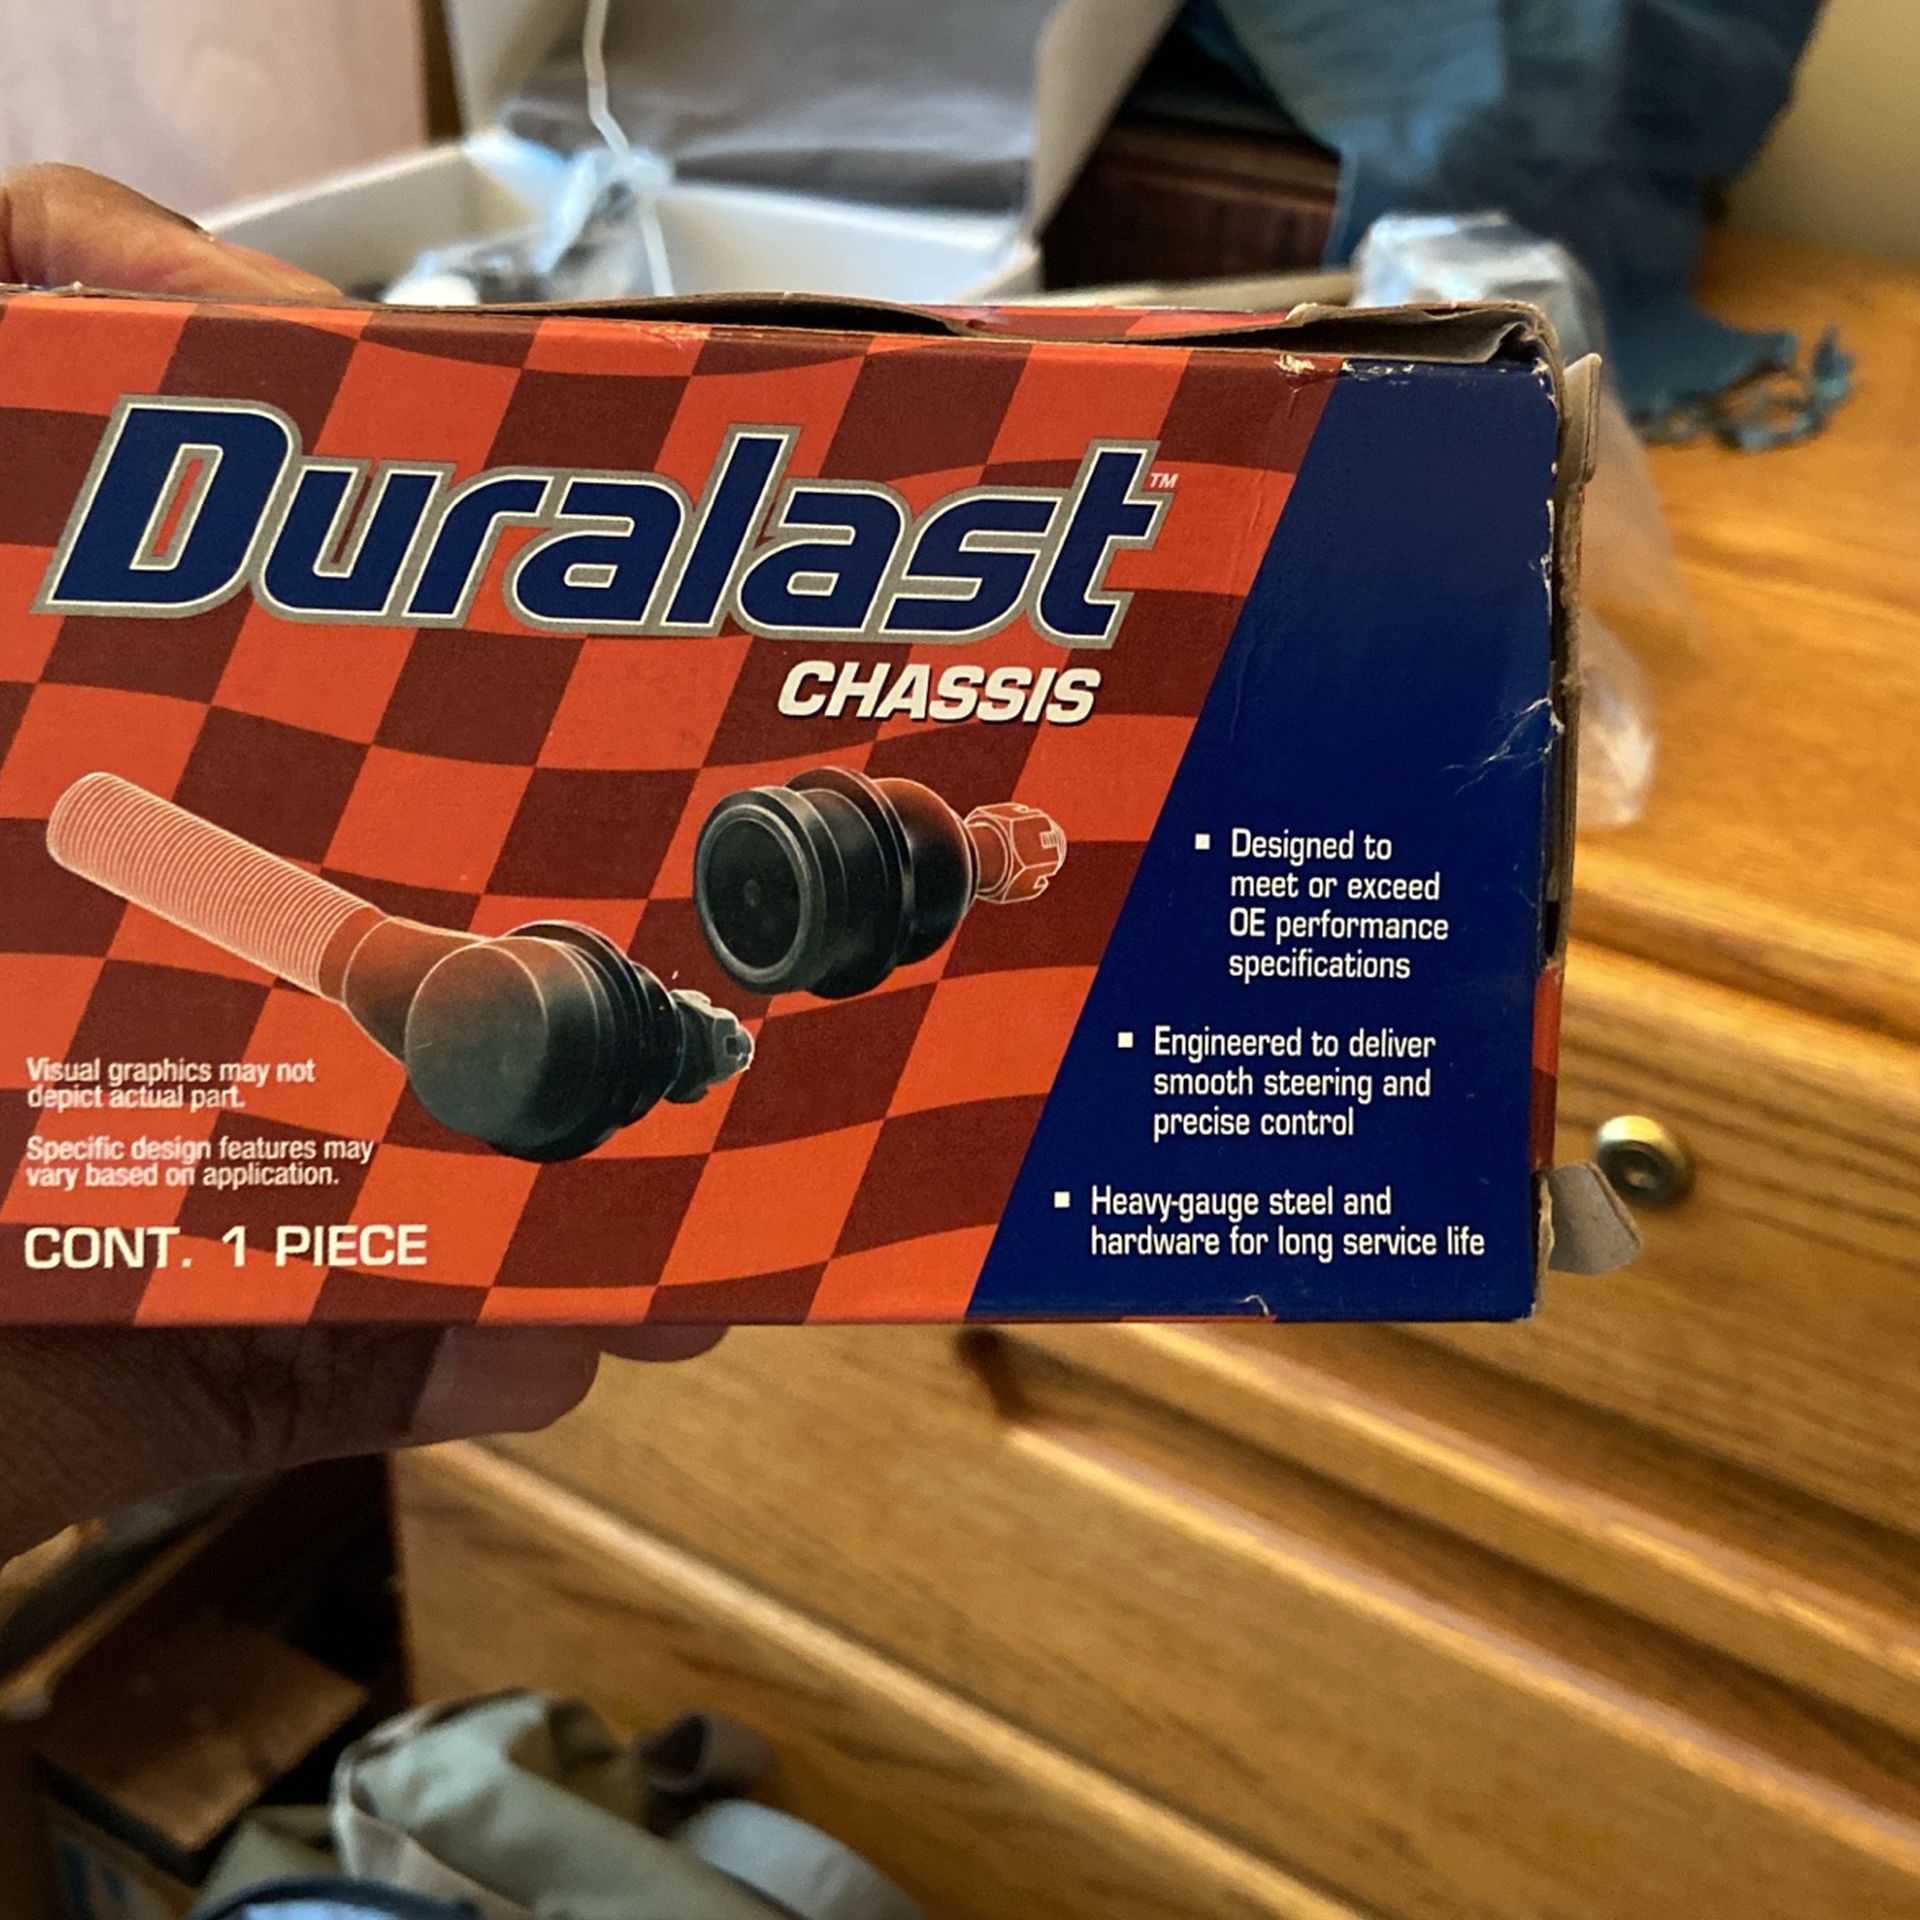 Duralast™
CHASSIS
Designed to
meet or exceed
OE performance
specifications
Engineered to deliver
smooth steering and
precise control
Heavy-gauge steel and
hardware for long service life
Visual graphics may not
depict actual part.
Specific design features may
vary based on application.
CONT. 1 PIECE